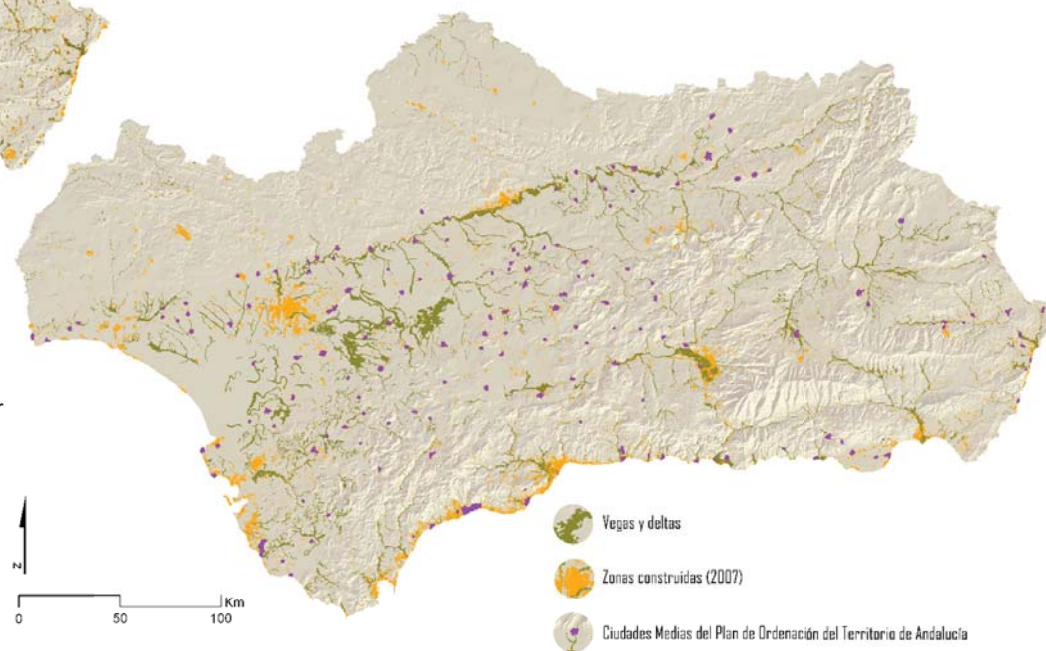 Vegas y deltas
Zonas construidas (2007)
Ciudades Medias del Plan de Ordenación del Territorio de Andalucía
N
Km
0 50 100